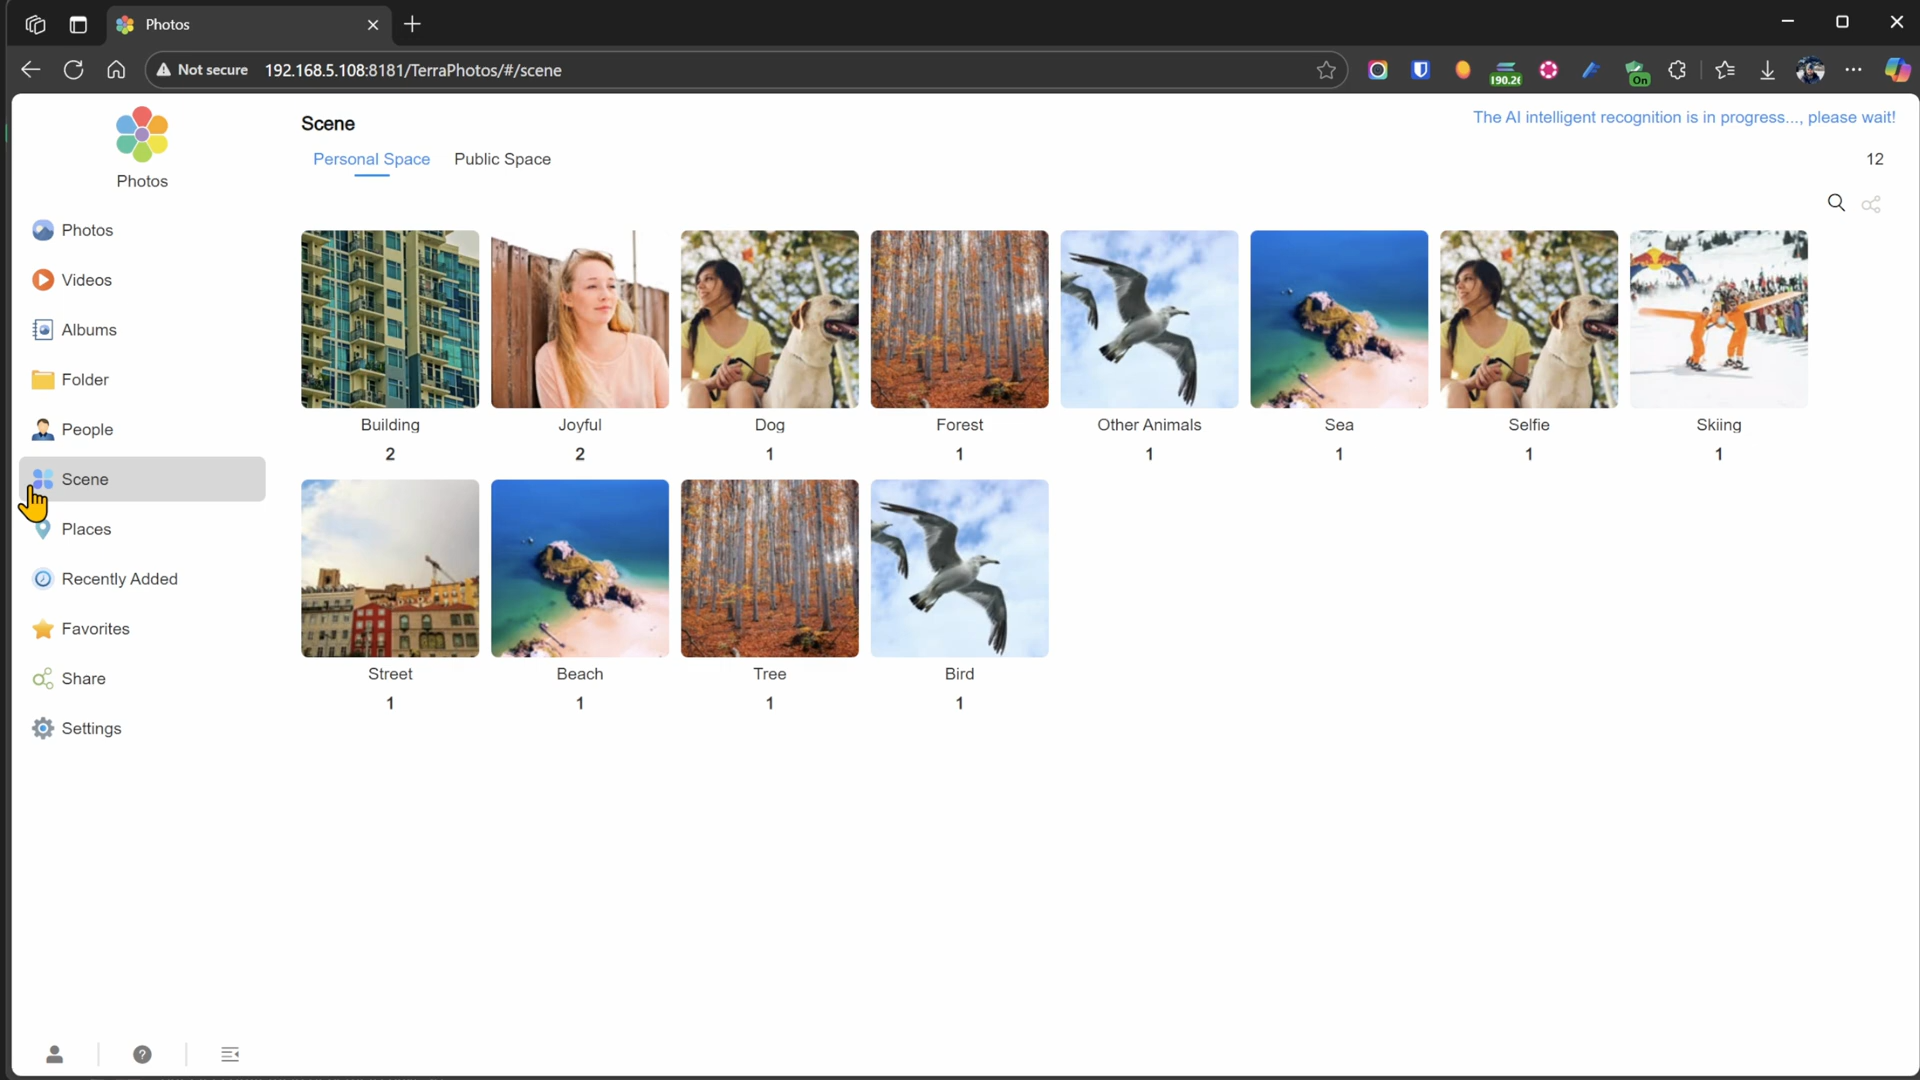 Photos
Not secure
192.168.5.108:8181/TerraPhotos/#/scene
190.26
On
Photos
Photos
Videos
Albums
Folder
People
Scene
Places
Recently Added
Favorites
Share
Settings
Scene
The AI intelligent recognition is in progress..., please wait!
Personal Space
Public Space
12
Building
Joyful
Dog
Forest
Other Animals
Sea
Selfie
Skiing
2
2
1
1
1
1
1
1
Street
Beach
Tree
Bird
1
1
1
1